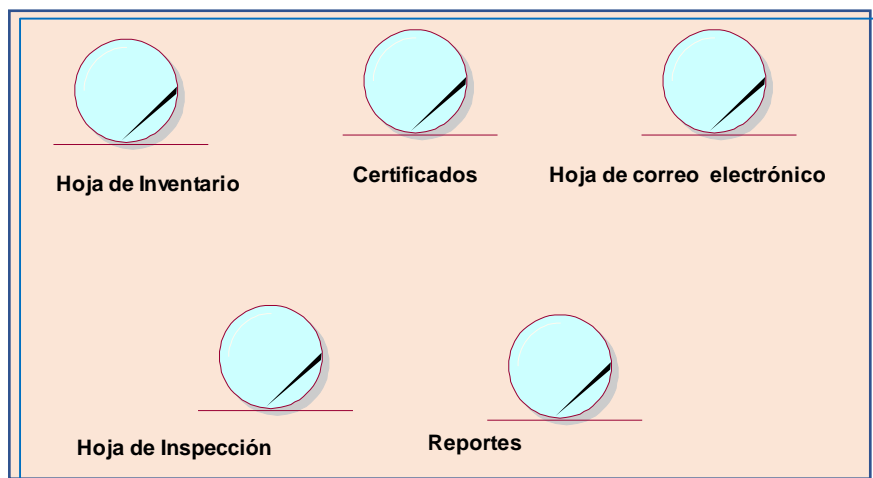 Hoja de Inventario
Certificados
Hoja de correo electrónico
Hoja de Inspección
Reportes